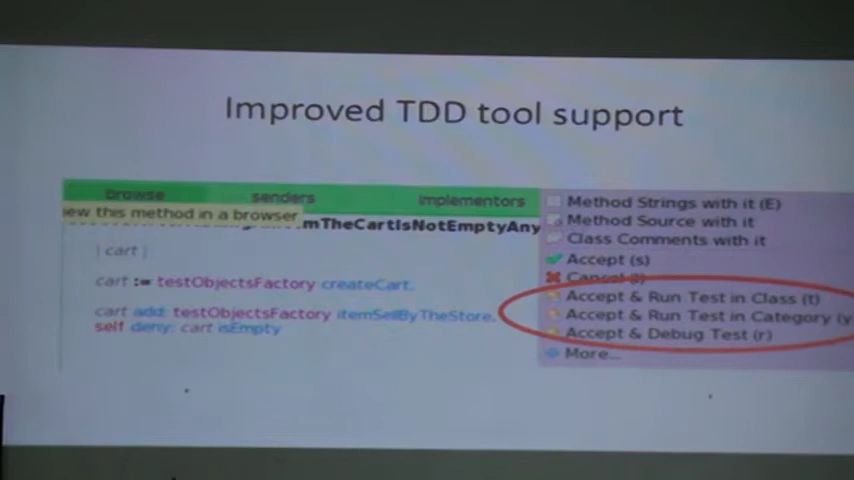 Improved TDD tool support
Browse senders implementors
iew this method in a browser
mTheCartIsNotEmptyAny
| cart |
cart := testObjectsFactory createCart.
cart add: testObjectsFactory itemSellByTheStore.
self deny: cart isEmpty
Method Strings with it (E)
Method Source with it
Class Comments with it
Accept (s)
Cancel (l)
Accept & Run Test in Class (t)
Accept & Run Test in Category (y
Accept & Debug Test (r)
More...